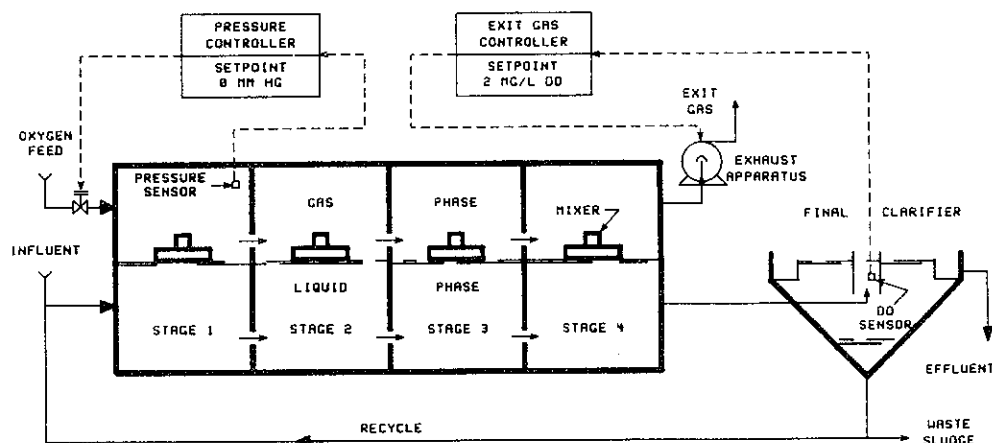 PRESSURE
CONTROLLER
SETPOINT
0 MM HG
EXIT GAS
CONTROLLER
SETPOINT
2 MG/L DO
EXIT
GAS
OXYGEN
FEED
PRESSURE
SENSOR
EXHAUST
APPARATUS
GAS
PHASE
MIXER
FINAL CLARIFIER
INFLUENT
LIQUID
PHASE
DO
SENSOR
STAGE 1
STAGE 2
STAGE 3
STAGE 4
EFFLUENT
RECYCLE
WASTE
SLUDGE